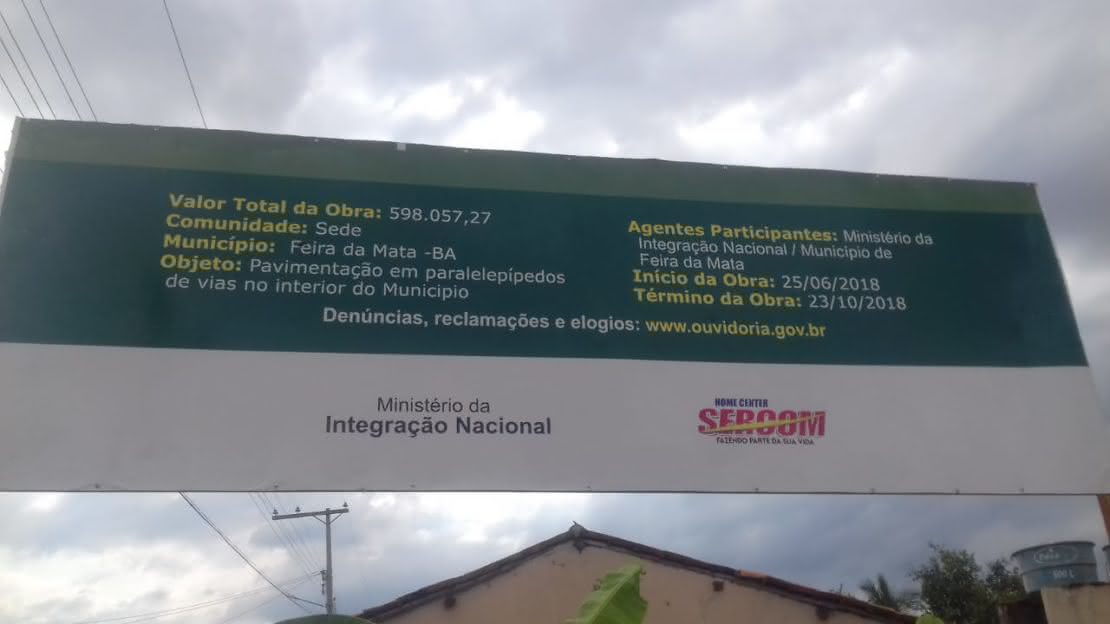 Valor Total da Obra: 598.057,27
Comunidade: Sede
Município: Feira da Mata -BA
Objeto: Pavimentação em paralelepípedos
de vias no interior do Municipio
Agentes Participantes: Ministério da
Integração Nacional / Município de
Feira da Mata
Início da Obra: 25/06/2018
Término da Obra: 23/10/2018
Denúncias, reclamações e elogios: www.ouvidoria.gov.br
Ministério da
Integração Nacional
HOME CENTER
SERCOM
FAZENDO PARTE DA SUA VIDA
500 L